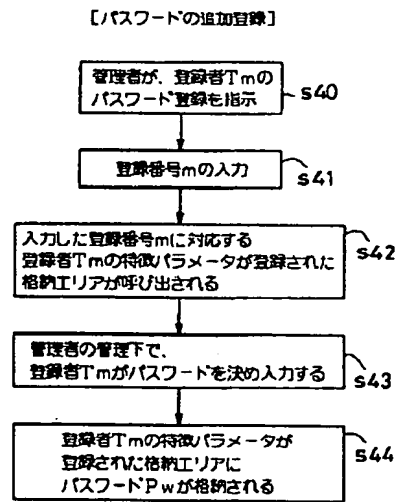 [パスワードの追加登録]
管理者が、登録者Tmの
パスワード登録を指示
s40
登録番号mの入力
s41
入力した登録番号mに対応する
登録者Tmの特徴パラメータが登録された
格納エリアが呼び出される
s42
管理者の管理下で、
登録者Tmがパスワードを決め入力する
s43
登録者Tmの特徴パラメータが
登録された格納エリアに
パスワードPwが格納される
s44